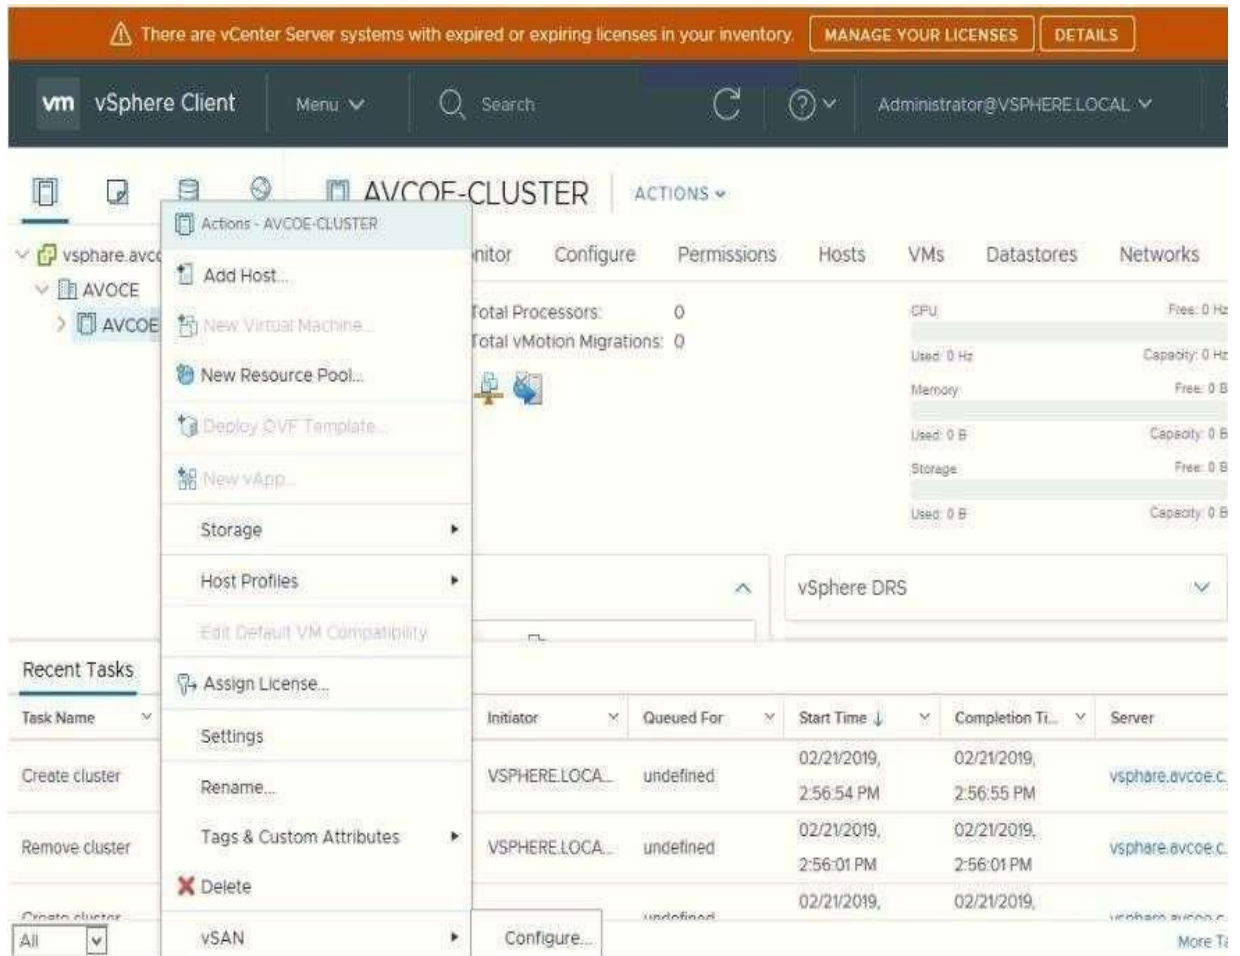 There are vCenter Server systems with expired or expiring licenses in your inventory. MANAGE YOUR LICENSES DETAILS
vm vSphere Client Menu Search Administrator@VSPHERE.LOCAL
AVCOE-CLUSTER ACTIONS
Actions - AVCOE-CLUSTER
vsphare.avco
nitor Configure Permissions Hosts VMs Datastores Networks
AVOCE
AVCOE
Add Host...
New Virtual Machine...
New Resource Pool...
Deploy OVF Template...
New vApp...
Storage
Host Profiles
Edit Default VM Compatibility
Assign License...
Settings
Rename...
Tags & Custom Attributes
Delete
vSAN
Configure...
Total Processors: 0
Total vMotion Migrations: 0
CPU Free: 0 Hz
Used: 0 Hz Capacity: 0 Hz
Memory Free: 0 B
Used: 0 B Capacity: 0 B
Storage Free: 0 B
Used: 0 B Capacity: 0 B
vSphere DRS
Recent Tasks
Task Name Initiator Queued For Start Time Completion Ti... Server
Create cluster VSPHERE.LOCA... undefined 02/21/2019, 2:56:54 PM 02/21/2019, 2:56:55 PM vsphare.avcoe.c
Remove cluster VSPHERE.LOCA... undefined 02/21/2019, 2:56:01 PM 02/21/2019, 2:56:01 PM vsphare.avcoe.c
Create cluster undefined 02/21/2019, 02/21/2019, vsphare.avcoe.c
All More Ta